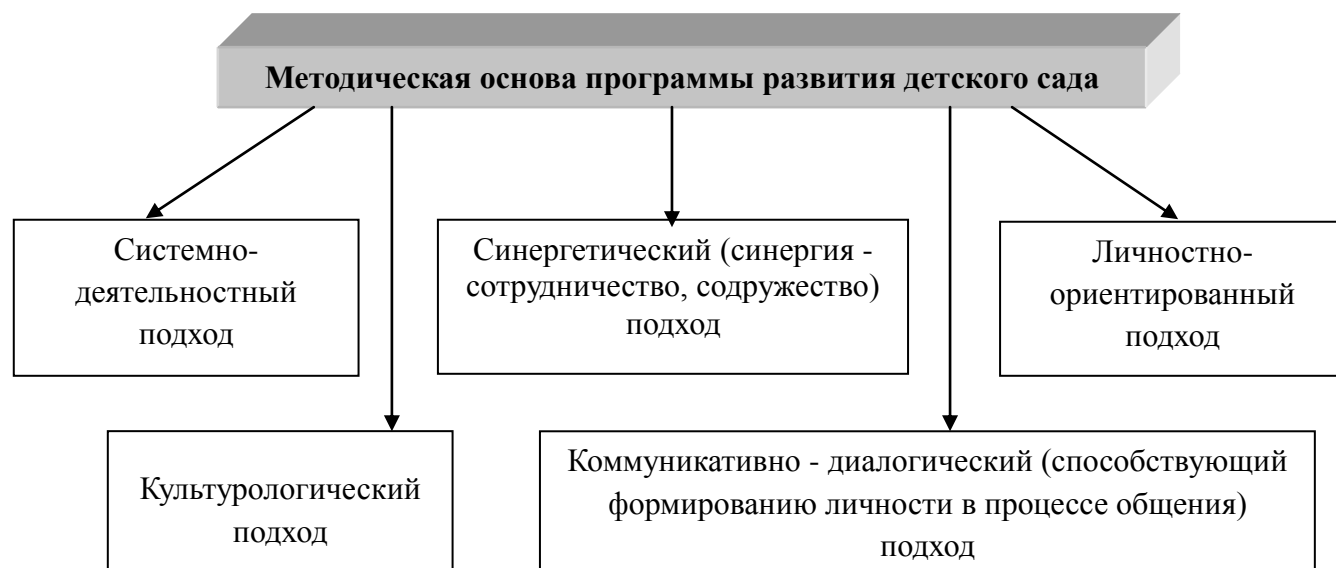 Методическая основа программы развития детского сада
Системно-
деятельностный
подход
Синергетический (синергия -
сотрудничество, содружество)
подход
Личностно-
ориентированный
подход
Культурологический
подход
Коммуникативно - диалогический (способствующий
формированию личности в процессе общения)
подход